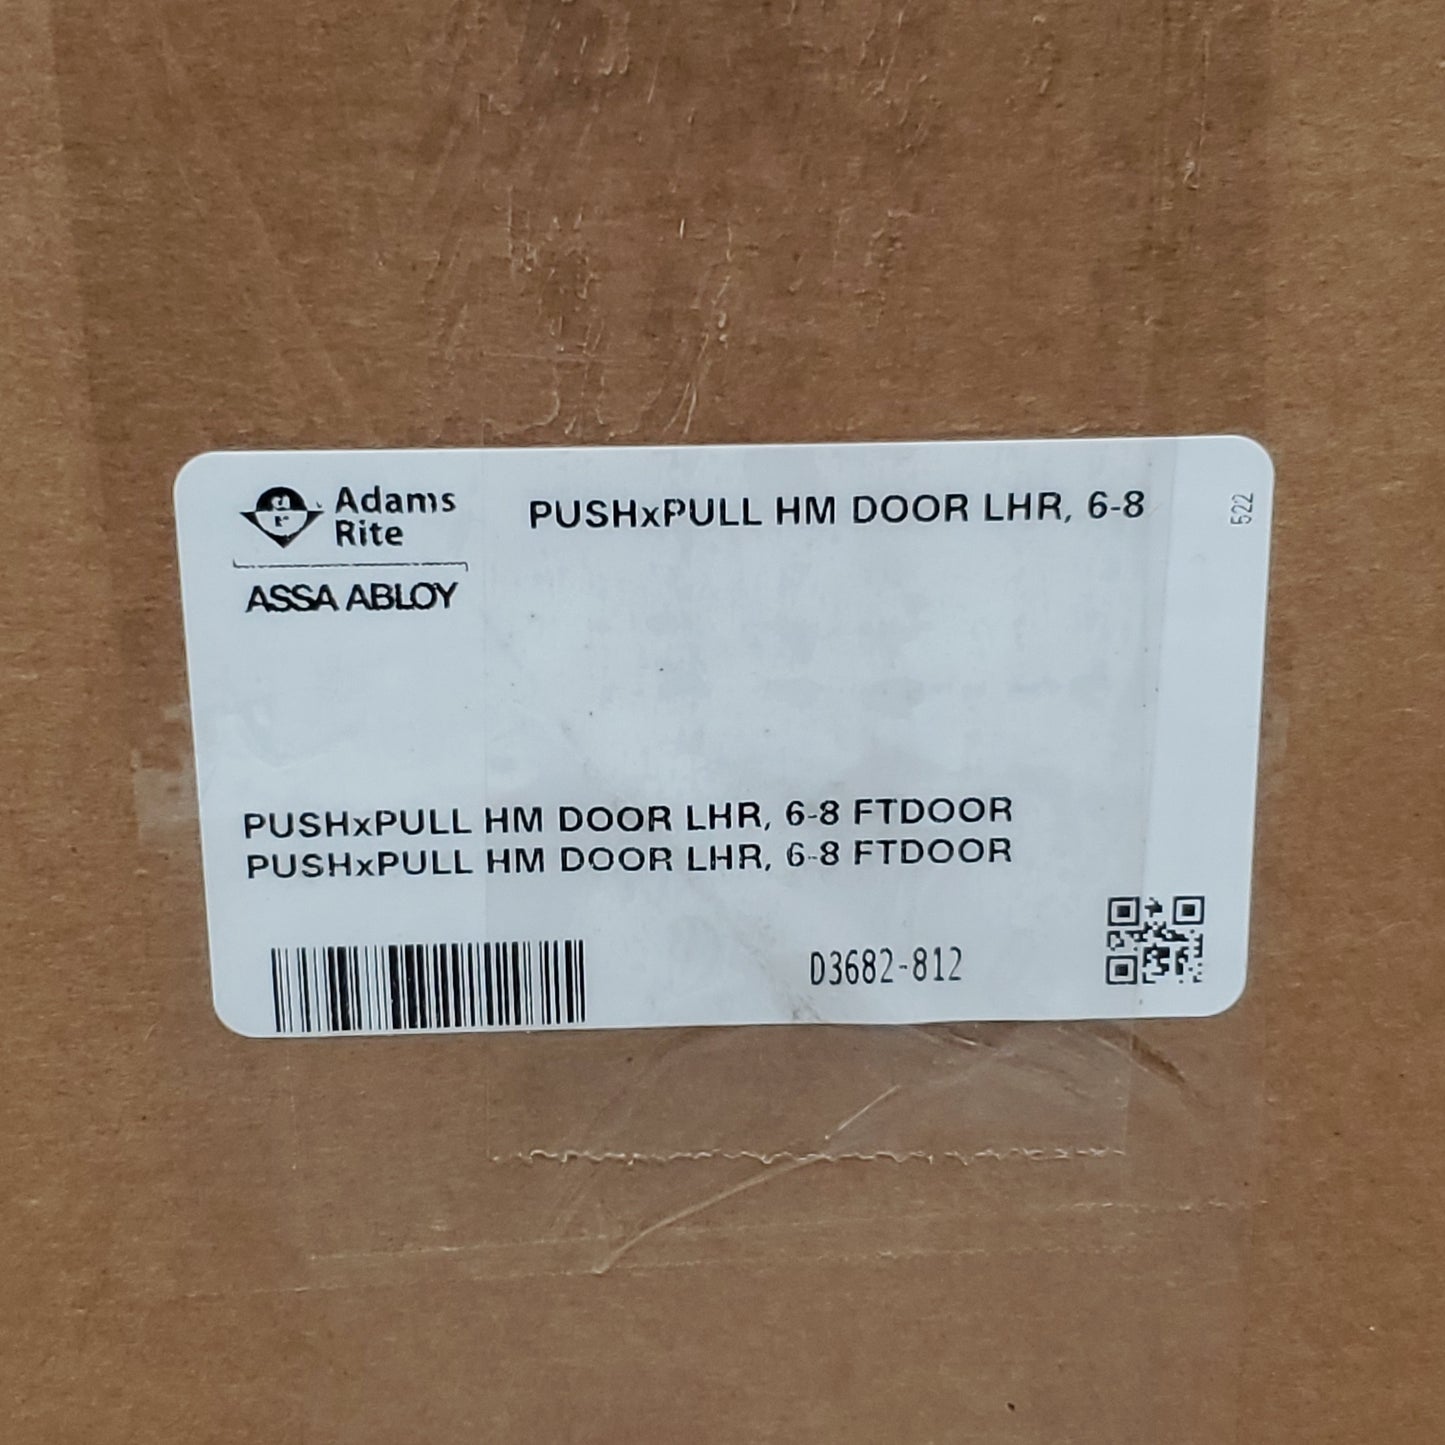 Adams
Rite
ASSA ABLOY
PUSHxPULL HM DOOR LHR, 6-8
522
PUSHxPULL HM DOOR LHR, 6-8 FTDOOR
PUSHxPULL HM DOOR LHR, 6-8 FTDOOR
D3682-812